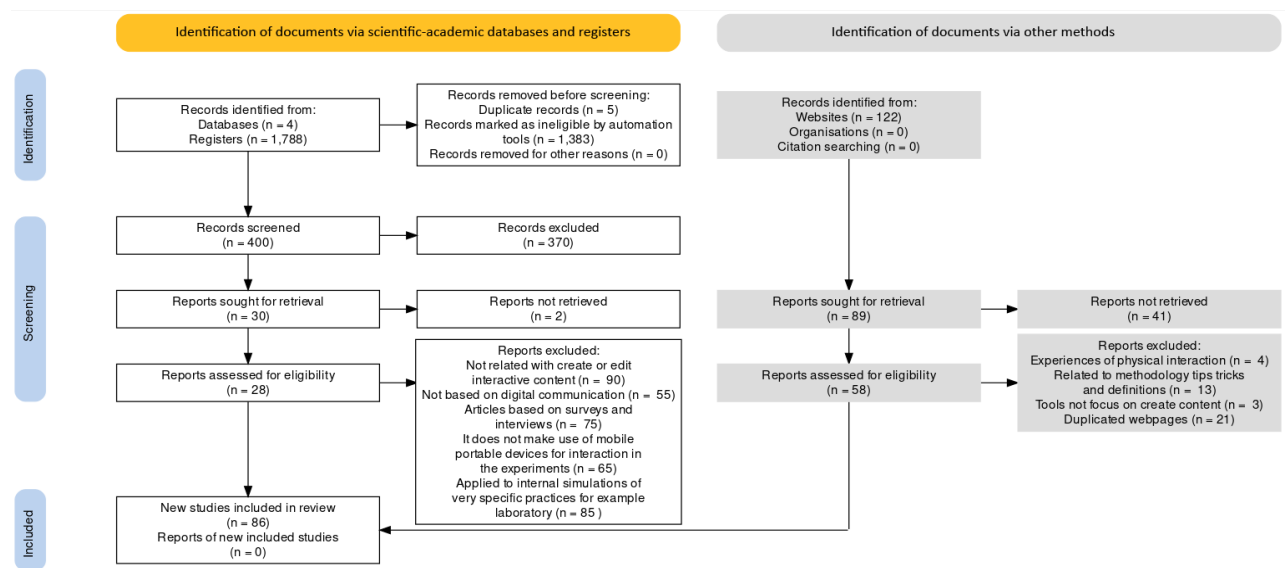 Identification of documents via scientific-academic databases and registers
Identification of documents via other methods
Identification
Records identified from:
Databases (n = 4)
Registers (n = 1,788)
Records removed before screening:
Duplicate records (n = 5)
Records marked as ineligible by automation
tools (n = 1,383)
Records removed for other reasons (n = 0)
Records identified from:
Websites (n = 122)
Organisations (n = 0)
Citation searching (n = 0)
Screening
Records screened
(n = 400)
Records excluded
(n = 370)
Reports sought for retrieval
(n = 30)
Reports not retrieved
(n = 2)
Reports sought for retrieval
(n = 89)
Reports not retrieved
(n = 41)
Reports assessed for eligibility
(n = 28)
Reports excluded:
Not related with create or edit
interactive content (n = 90)
Not based on digital communication (n = 55)
Articles based on surveys and
interviews (n = 75)
It does not make use of mobile
portable devices for interaction in
the experiments (n = 65)
Applied to internal simulations of
very specific practices for example
laboratory (n = 85 )
Reports assessed for eligibility
(n = 58)
Reports excluded:
Experiences of physical interaction (n = 4)
Related to methodology tips tricks
and definitions (n = 13)
Tools not focus on create content (n = 3)
Duplicated webpages (n = 21)
Included
New studies included in review
(n = 86)
Reports of new included studies
(n = 0)